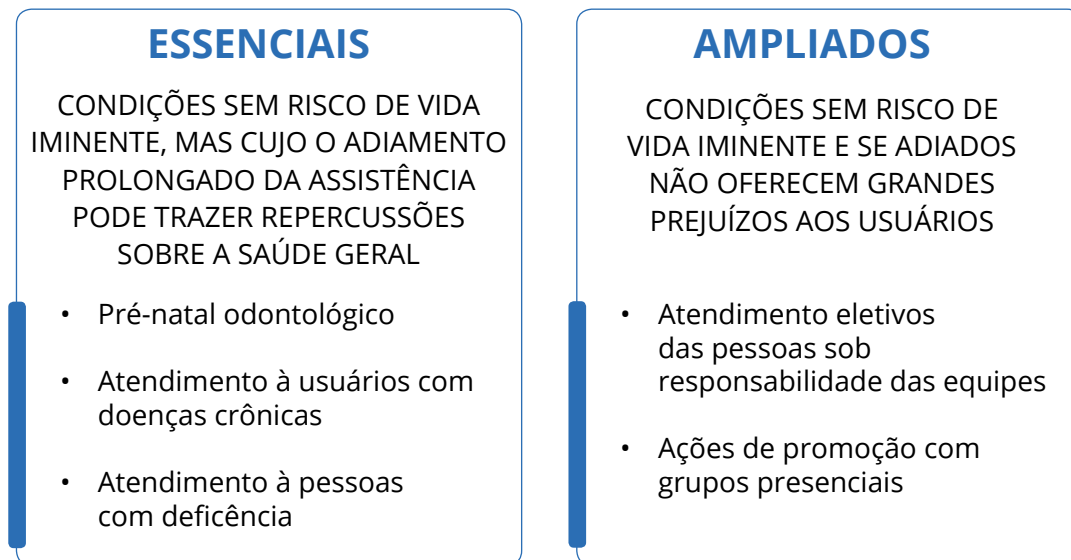 ESSENCIAIS
CONDIÇÕES SEM RISCO DE VIDA
IMINENTE, MAS CUJO O ADIAMENTO
PROLONGADO DA ASSISTÊNCIA
PODE TRAZER REPERCUSSÕES
SOBRE A SAÚDE GERAL
• Pré-natal odontológico
• Atendimento à usuários com
doenças crônicas
• Atendimento à pessoas
com deficência
AMPLIADOS
CONDIÇÕES SEM RISCO DE
VIDA IMINENTE E SE ADIADOS
NÃO OFERECEM GRANDES
PREJUÍZOS AOS USUÁRIOS
• Atendimento eletivos
das pessoas sob
responsabilidade das equipes
• Ações de promoção com
grupos presenciais